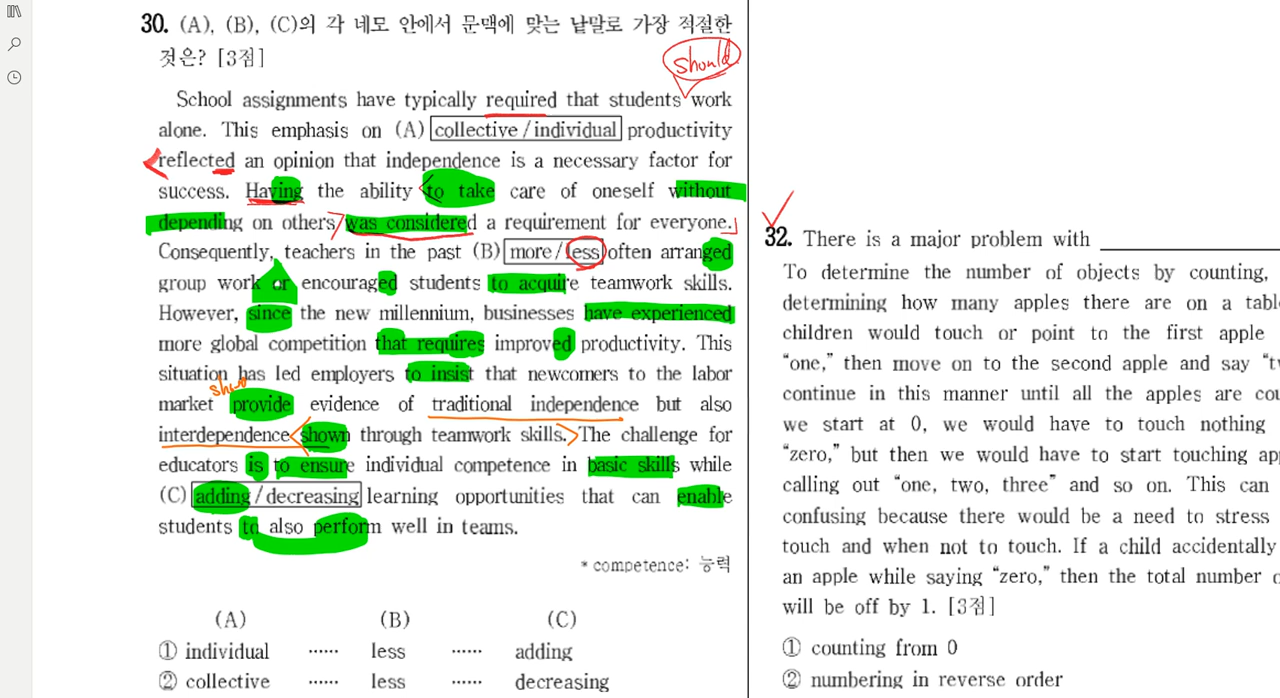 30. (A), (B), (C)의 각 네모 안에서 문맥에 맞는 낱말로 가장 적절한
것은? [3점]
should
School assignments have typically required that students work
alone. This emphasis on (A) collective / individual productivity
reflected an opinion that independence is a necessary factor for
success. Having the ability to take care of oneself without
depending on others was considered a requirement for everyone.
Consequently, teachers in the past (B) more / less often arranged
group work or encouraged students to acquire teamwork skills.
However, since the new millennium, businesses have experienced
more global competition that requires improved productivity. This
situation has led employers to insist that newcomers to the labor
market provide evidence of traditional independence but also
interdependence shown through teamwork skills. The challenge for
educators is to ensure individual competence in basic skills while
(C) adding / decreasing learning opportunities that can enable
students to also perform well in teams.
* competence: 능력
(A) (B) (C)
① individual ...... less ...... adding
② collective ...... less ...... decreasing
32. There is a major problem with
To determine the number of objects by counting,
determining how many apples there are on a
children would touch or point to the first apple
“one,” then move on to the second apple and say
continue in this manner until all the apples are
we start at 0, we would have to touch nothing
“zero,” but then we would have to start touching
calling out “one, two, three” and so on. This can
confusing because there would be a need to stress
touch and when not to touch. If a child accidentally
an apple while saying “zero,” then the total number
will be off by 1. [3점]
① counting from 0
② numbering in reverse order